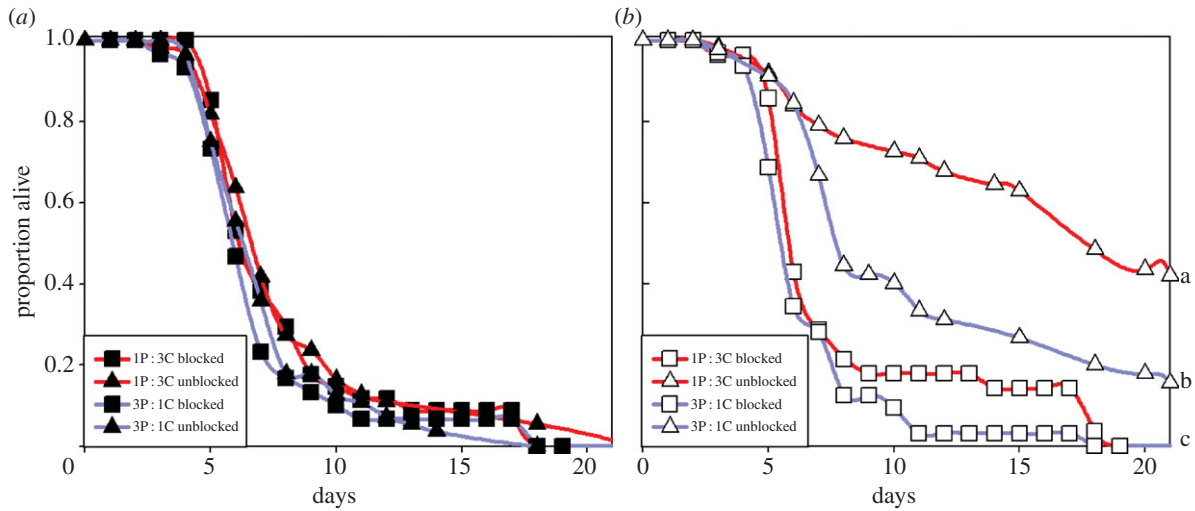 (a)
(b)
proportion alive
1.0
0.8
0.6
0.4
0.2
0
5
10
15
20
days
1P : 3C blocked
1P : 3C unblocked
3P : 1C blocked
3P : 1C unblocked
0
5
10
15
20
days
1P : 3C blocked
1P : 3C unblocked
3P : 1C blocked
3P : 1C unblocked
a
b
c